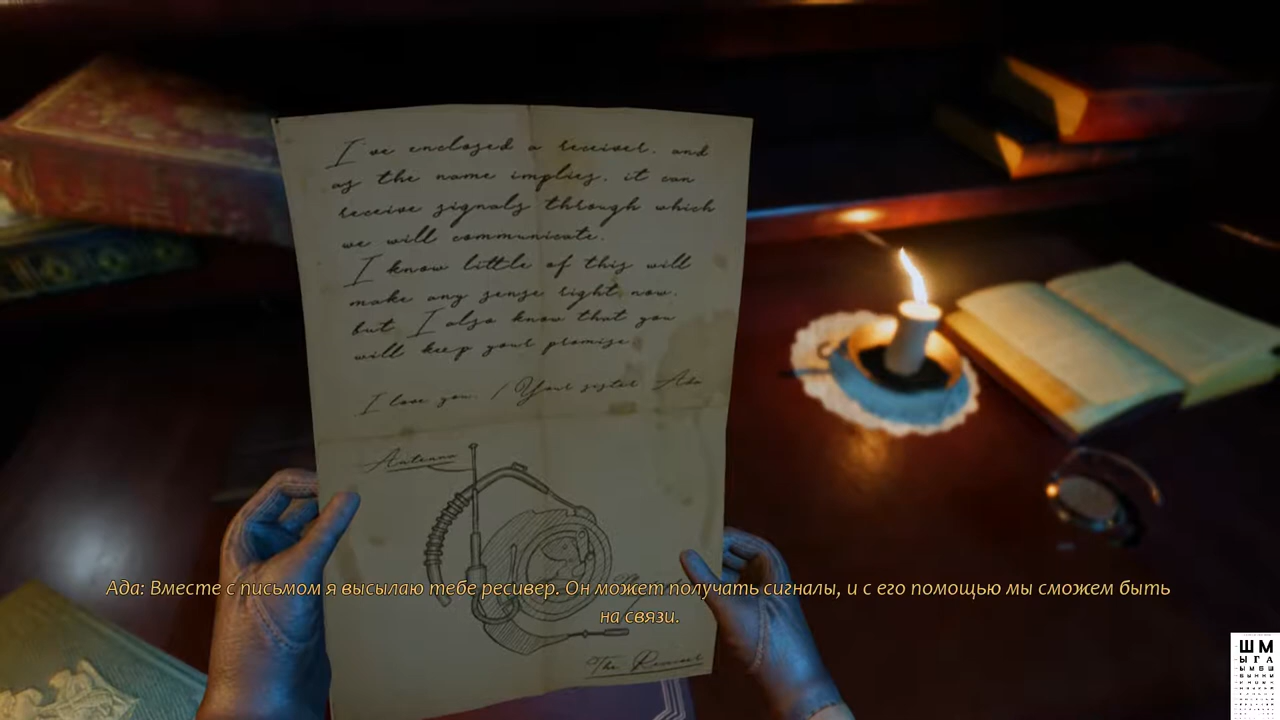 I've enclosed a receiver. and
as the name implies. it can
receive signals through which
we will communicate.
I know little of this will
make any sense right now.
but I also know that you
will keep your promise.
I love you. / Your sister Ada
Antenna
The Receiver
Ада: Вместе с письмом я высылаю тебе ресивер. Он может получать сигналы, и с его помощью мы сможем быть
на связи.
Ш М
Ы Г А